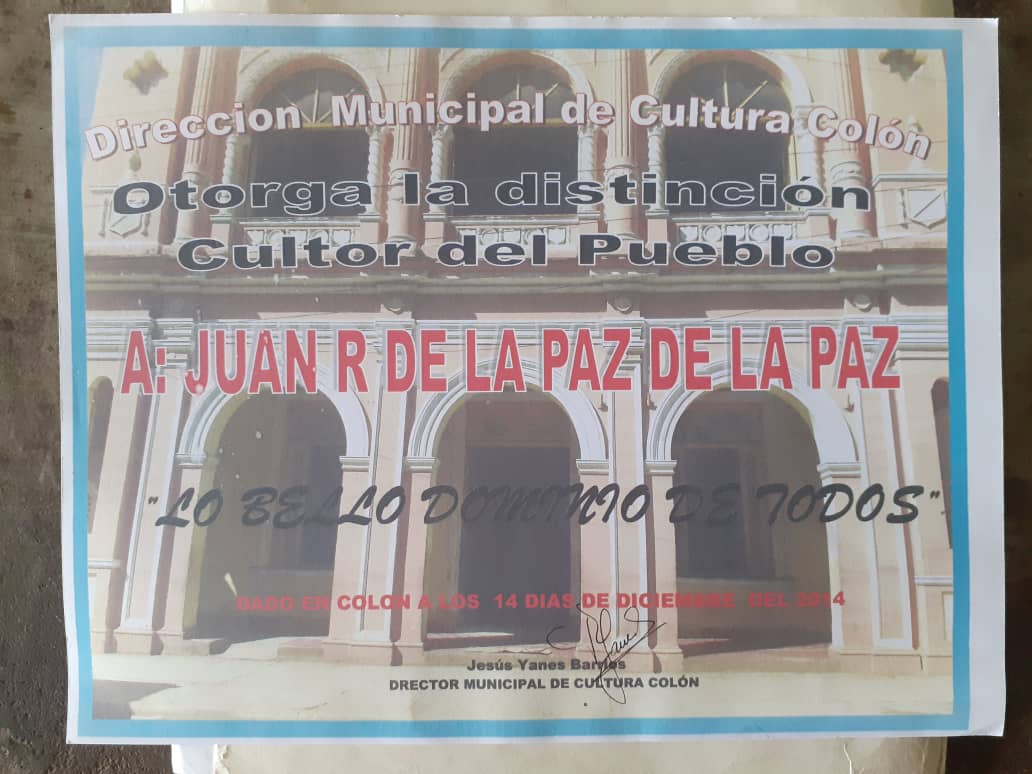 Direccion Municipal de Cultura Colón
Otorga la distinción
Cultor del Pueblo
A: JUAN R DE LA PAZ DE LA PAZ
"LO BELLO DOMINIO DE TODOS"
DADO EN COLON A LOS 14 DIAS DE DICIEMBRE DEL 2014
Jesús Yanes Barrios
DRECTOR MUNICIPAL DE CULTURA COLÓN